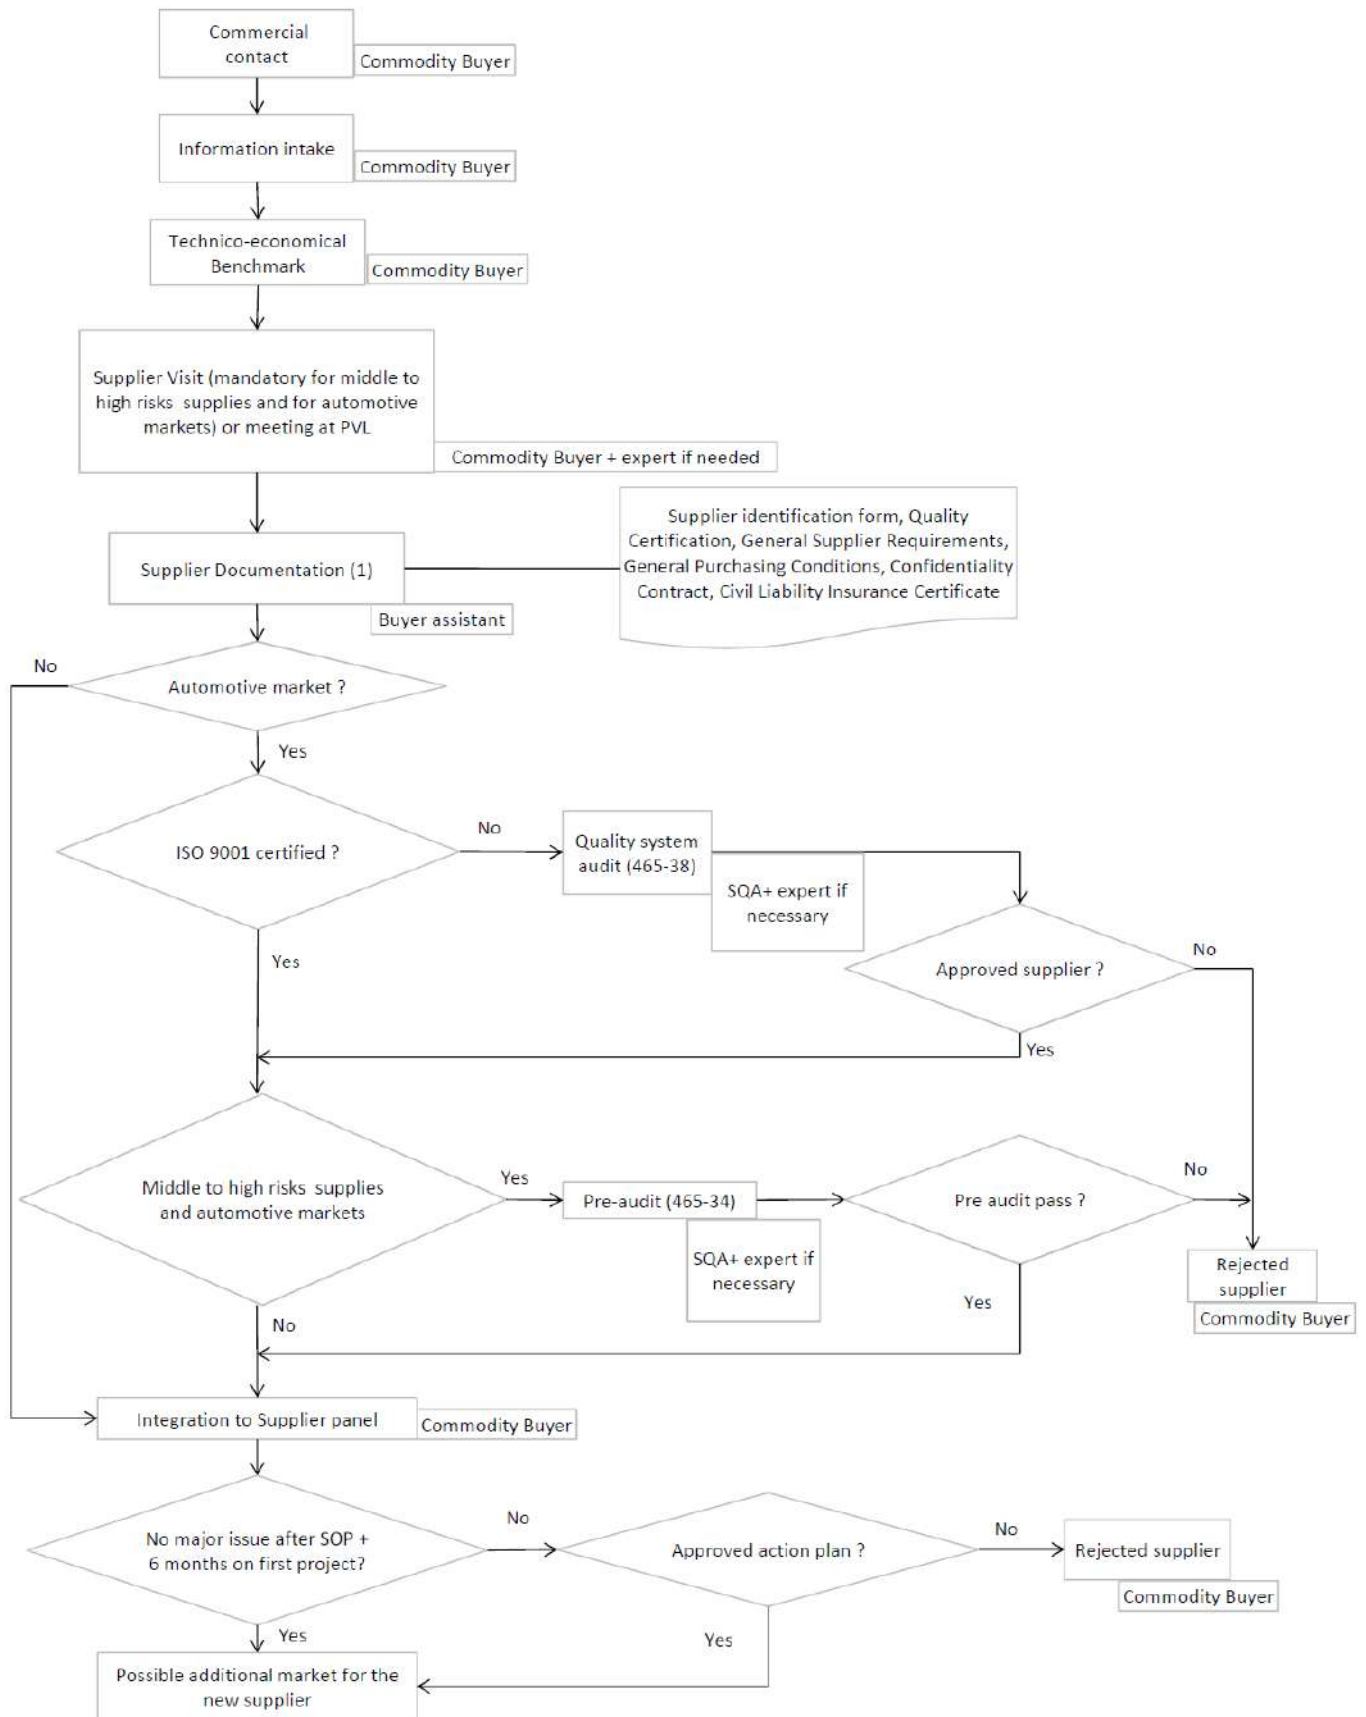 Commercial
contact
Commodity Buyer
Information intake
Commodity Buyer
Technico-economical
Benchmark
Commodity Buyer
Supplier Visit (mandatory for middle to
high risks supplies and for automotive
markets) or meeting at PVL
Commodity Buyer + expert if needed
Supplier identification form, Quality
Certification, General Supplier Requirements,
General Purchasing Conditions, Confidentiality
Contract, Civil Liability Insurance Certificate
Supplier Documentation (1)
Buyer assistant
No
Automotive market ?
Yes
ISO 9001 certified ?
No
Quality system
audit (465-38)
SQA+ expert if
necessary
Yes
Approved supplier ?
No
Yes
Middle to high risks supplies
and automotive markets
Yes
Pre-audit (465-34)
SQA+ expert if
necessary
Pre audit pass ?
No
Rejected
supplier
Commodity Buyer
Yes
No
Integration to Supplier panel
Commodity Buyer
No major issue after SOP +
6 months on first project?
No
Approved action plan ?
No
Rejected supplier
Commodity Buyer
Yes
Yes
Possible additional market for the
new supplier